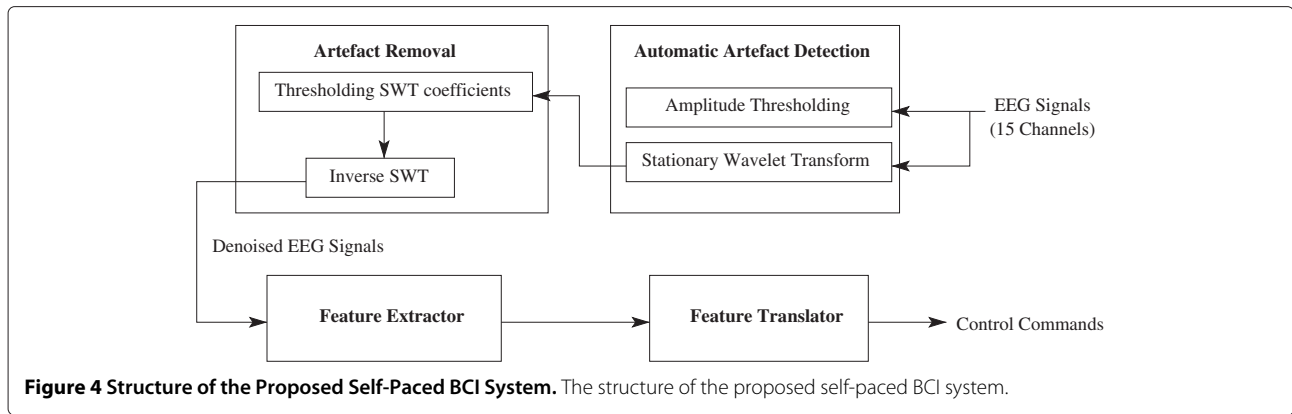 Artefact Removal
Thresholding SWT coefficients
Inverse SWT
Automatic Artefact Detection
Amplitude Thresholding
Stationary Wavelet Transform
EEG Signals
(15 Channels)
Denoised EEG Signals
Feature Extractor
Feature Translator
Control Commands
Figure 4 Structure of the Proposed Self-Paced BCI System. The structure of the proposed self-paced BCI system.